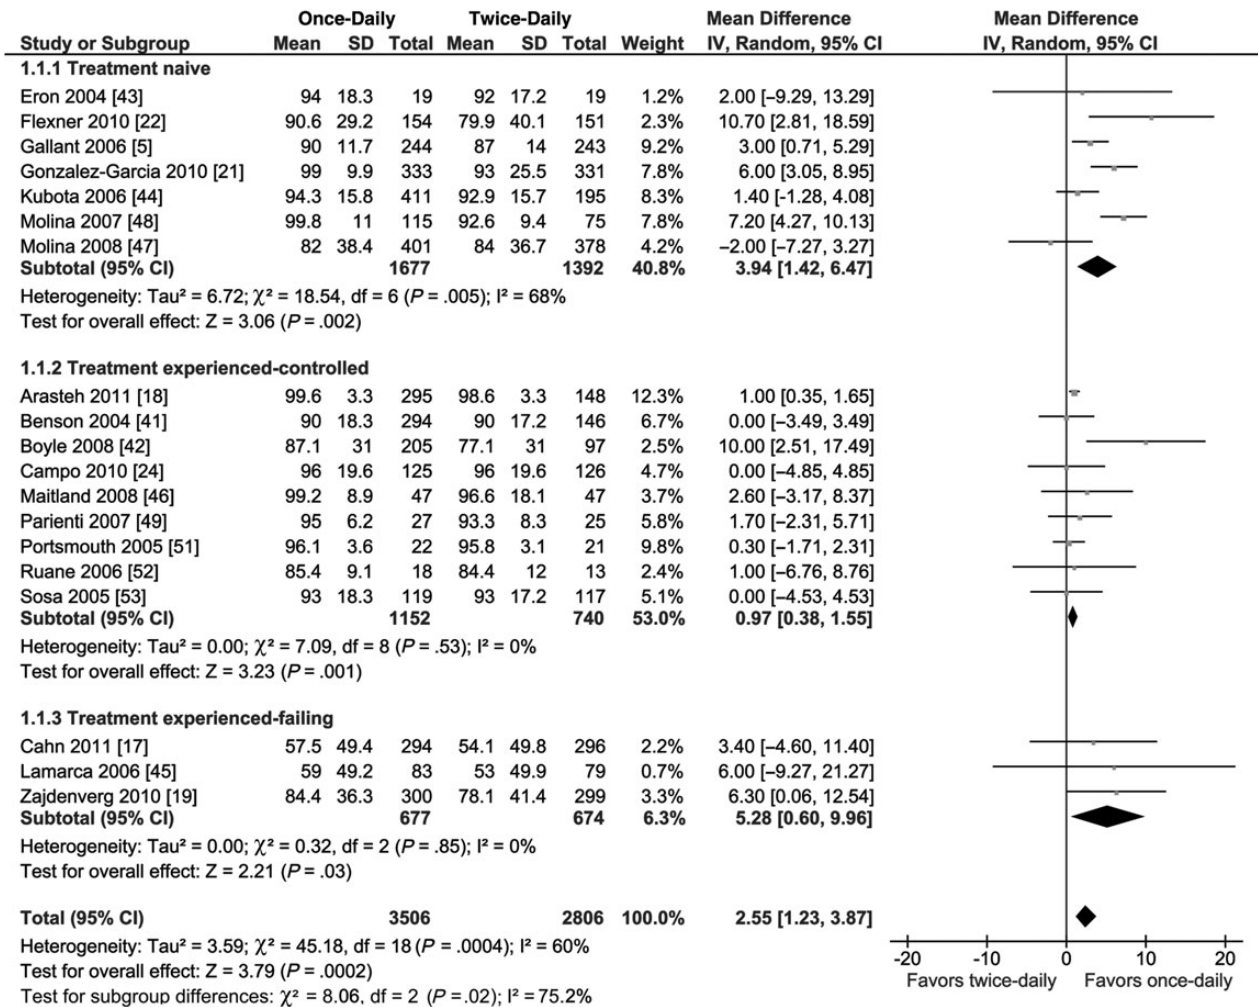 Once-Daily Twice-Daily Mean Difference Mean Difference
Study or Subgroup Mean SD Total Mean SD Total Weight IV, Random, 95% CI IV, Random, 95% CI
1.1.1 Treatment naive
Eron 2004 [43] 94 18.3 19 92 17.2 19 1.2% 2.00 [–9.29, 13.29]
Flexner 2010 [22] 90.6 29.2 154 79.9 40.1 151 2.3% 10.70 [2.81, 18.59]
Gallant 2006 [5] 90 11.7 244 87 14 243 9.2% 3.00 [0.71, 5.29]
Gonzalez-Garcia 2010 [21] 99 9.9 333 93 25.5 331 7.8% 6.00 [3.05, 8.95]
Kubota 2006 [44] 94.3 15.8 411 92.9 15.7 195 8.3% 1.40 [-1.28, 4.08]
Molina 2007 [48] 99.8 11 115 92.6 9.4 75 7.8% 7.20 [4.27, 10.13]
Molina 2008 [47] 82 38.4 401 84 36.7 378 4.2% –2.00 [-7.27, 3.27]
Subtotal (95% CI) 1677 1392 40.8% 3.94 [1.42, 6.47]
Heterogeneity: Tau² = 6.72; χ² = 18.54, df = 6 (P = .005); I² = 68%
Test for overall effect: Z = 3.06 (P = .002)
1.1.2 Treatment experienced-controlled
Arasteh 2011 [18] 99.6 3.3 295 98.6 3.3 148 12.3% 1.00 [0.35, 1.65]
Benson 2004 [41] 90 18.3 294 90 17.2 146 6.7% 0.00 [-3.49, 3.49]
Boyle 2008 [42] 87.1 31 205 77.1 31 97 2.5% 10.00 [2.51, 17.49]
Campo 2010 [24] 96 19.6 125 96 19.6 126 4.7% 0.00 [-4.85, 4.85]
Maitland 2008 [46] 99.2 8.9 47 96.6 18.1 47 3.7% 2.60 [-3.17, 8.37]
Parienti 2007 [49] 95 6.2 27 93.3 8.3 25 5.8% 1.70 [-2.31, 5.71]
Portsmouth 2005 [51] 96.1 3.6 22 95.8 3.1 21 9.8% 0.30 [-1.71, 2.31]
Ruane 2006 [52] 85.4 9.1 18 84.4 12 13 2.4% 1.00 [-6.76, 8.76]
Sosa 2005 [53] 93 18.3 119 93 17.2 117 5.1% 0.00 [-4.53, 4.53]
Subtotal (95% CI) 1152 740 53.0% 0.97 [0.38, 1.55]
Heterogeneity: Tau² = 0.00; χ² = 7.09, df = 8 (P = .53); I² = 0%
Test for overall effect: Z = 3.23 (P = .001)
1.1.3 Treatment experienced-failing
Cahn 2011 [17] 57.5 49.4 294 54.1 49.8 296 2.2% 3.40 [–4.60, 11.40]
Lamarca 2006 [45] 59 49.2 83 53 49.9 79 0.7% 6.00 [–9.27, 21.27]
Zajdenverg 2010 [19] 84.4 36.3 300 78.1 41.4 299 3.3% 6.30 [0.06, 12.54]
Subtotal (95% CI) 677 674 6.3% 5.28 [0.60, 9.96]
Heterogeneity: Tau² = 0.00; χ² = 0.32, df = 2 (P = .85); I² = 0%
Test for overall effect: Z = 2.21 (P = .03)
Total (95% CI) 3506 2806 100.0% 2.55 [1.23, 3.87]
Heterogeneity: Tau² = 3.59; χ² = 45.18, df = 18 (P = .0004); I² = 60%
Test for overall effect: Z = 3.79 (P = .0002)
Test for subgroup differences: χ² = 8.06, df = 2 (P = .02); I² = 75.2%
-20 -10 0 10 20
Favors twice-daily Favors once-daily